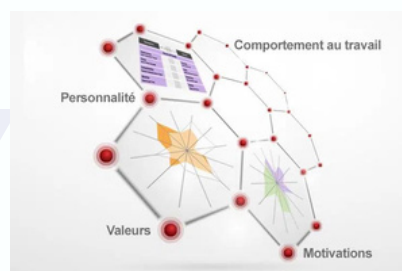 Comportement au travail
Personnalité
Valeurs
Motivations